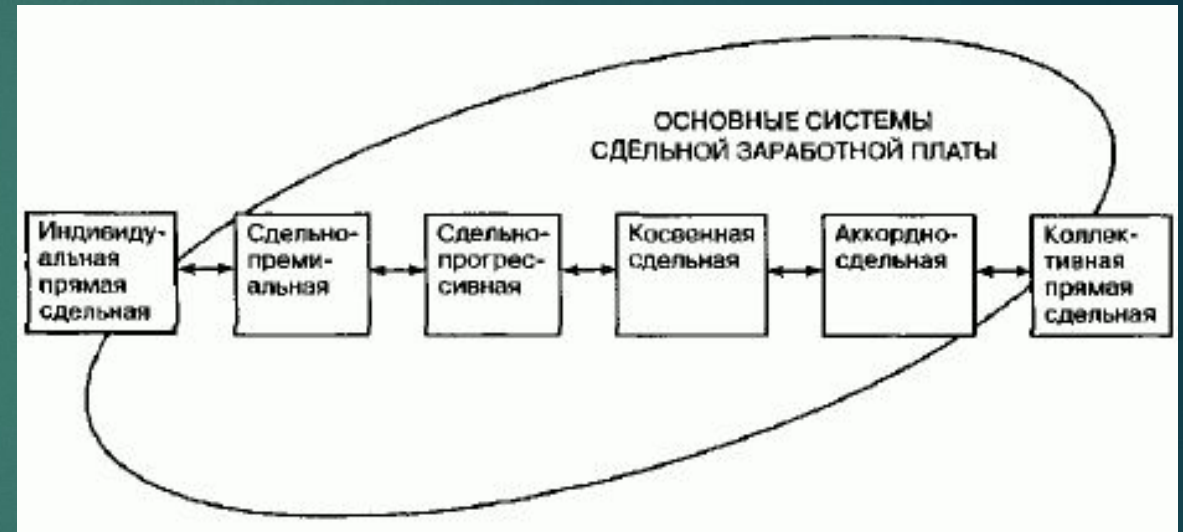 ОСНОВНЫЕ СИСТЕМЫ
СДЕЛЬНОЙ ЗАРАБОТНОЙ ПЛАТЫ
Индивиду-
альная
прямая
сдельная
Сдельно-
преми-
альная
Сдельно-
прогрес-
сивная
Косвенная
сдельная
Аккордно-
сдельная
Коллек-
тивная
прямая
сдельная